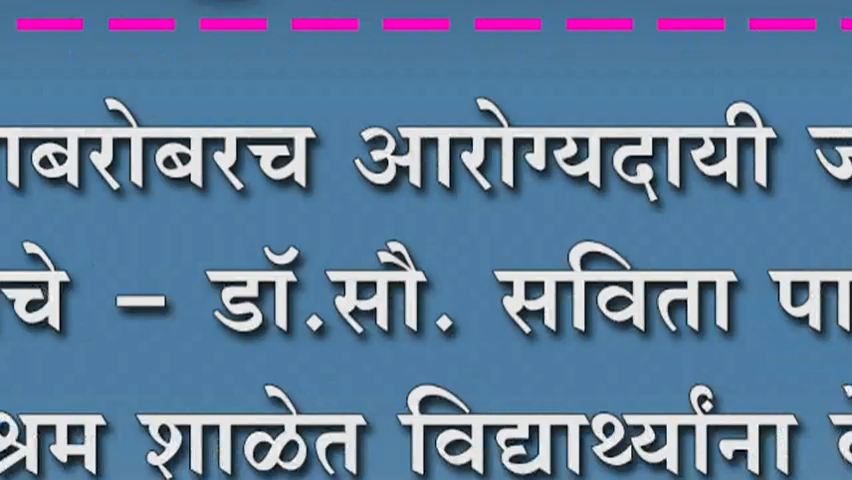 ाबरोबरच आरोग्यदायी ज
चे – डॉ.सौ. सविता पा
श्रम शाळेत विद्यार्थ्यांना